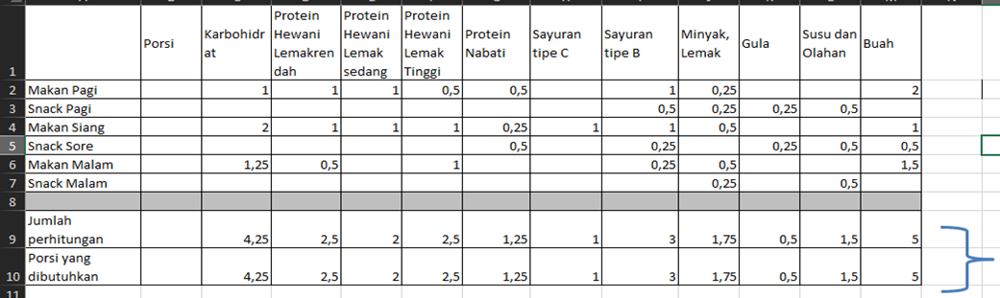 1 Porsi
Karbohidr
at
Protein
Hewani
Lemakren
dah
Protein
Hewani
Lemak
sedang
Protein
Hewani
Lemak
Tinggi
Protein
Nabati
Sayuran
tipe C
Sayuran
tipe B
Minyak,
Lemak
Gula
Susu dan
Olahan
Buah
2 Makan Pagi 1 1 1 0,5 0,5 1 0,25 2
3 Snack Pagi 0,5 0,25 0,25 0,5
4 Makan Siang 2 1 1 1 0,25 1 1 0,5 1
5 Snack Sore 0,5 0,25 0,25 0,5 0,5
6 Makan Malam 1,25 0,5 1 0,25 0,5 1,5
7 Snack Malam 0,25 0,5
8
Jumlah
9 perhitungan 4,25 2,5 2 2,5 1,25 1 3 1,75 0,5 1,5 5
Porsi yang
10 dibutuhkan 4,25 2,5 2 2,5 1,25 1 3 1,75 0,5 1,5 5
11